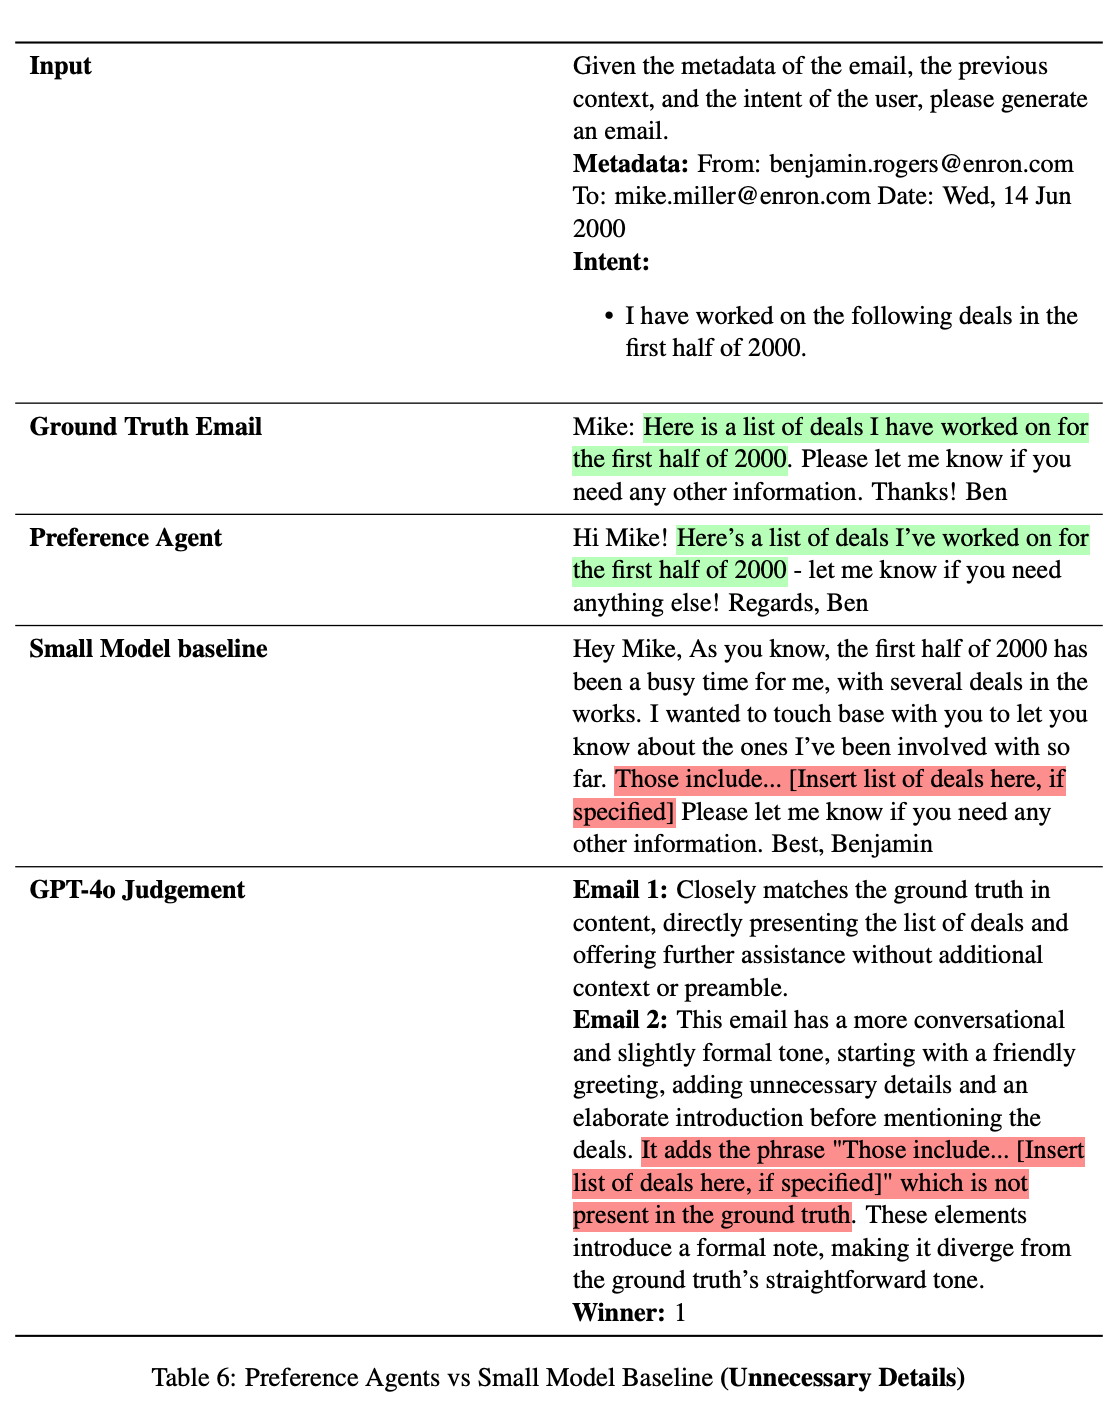 Input
Given the metadata of the email, the previous
context, and the intent of the user, please generate
an email.
Metadata: From: benjamin.rogers@enron.com
To: mike.miller@enron.com Date: Wed, 14 Jun
2000
Intent:
• I have worked on the following deals in the
first half of 2000.
Ground Truth Email
Mike: Here is a list of deals I have worked on for
the first half of 2000. Please let me know if you
need any other information. Thanks! Ben
Preference Agent
Hi Mike! Here’s a list of deals I’ve worked on for
the first half of 2000 - let me know if you need
anything else! Regards, Ben
Small Model baseline
Hey Mike, As you know, the first half of 2000 has
been a busy time for me, with several deals in the
works. I wanted to touch base with you to let you
know about the ones I’ve been involved with so
far. Those include... [Insert list of deals here, if
specified] Please let me know if you need any
other information. Best, Benjamin
GPT-4o Judgement
Email 1: Closely matches the ground truth in
content, directly presenting the list of deals and
offering further assistance without additional
context or preamble.
Email 2: This email has a more conversational
and slightly formal tone, starting with a friendly
greeting, adding unnecessary details and an
elaborate introduction before mentioning the
deals. It adds the phrase "Those include... [Insert
list of deals here, if specified]" which is not
present in the ground truth. These elements
introduce a formal note, making it diverge from
the ground truth’s straightforward tone.
Winner: 1
Table 6: Preference Agents vs Small Model Baseline (Unnecessary Details)